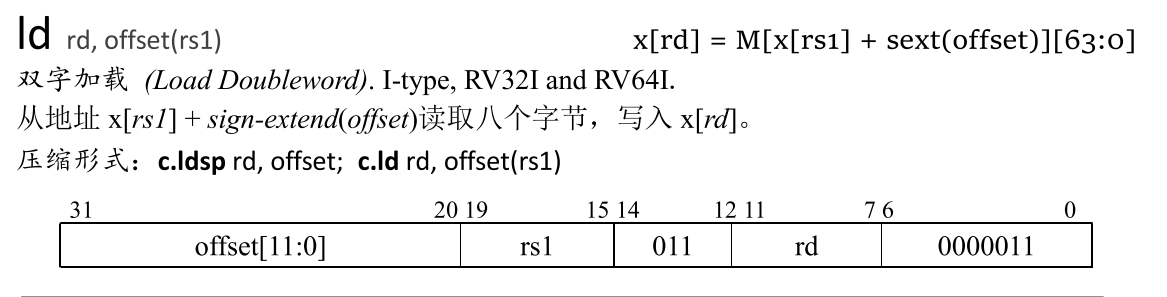 ld rd, offset(rs1) x[rd] = M[x[rs1] + sext(offset)][63:0]
双字加载 (Load Doubleword). I-type, RV32I and RV64I.
从地址 x[rs1] + sign-extend(offset)读取八个字节，写入 x[rd]。
压缩形式：c.ldsp rd, offset; c.ld rd, offset(rs1)
31 20 19 15 14 12 11 7 6 0
offset[11:0] rs1 011 rd 0000011